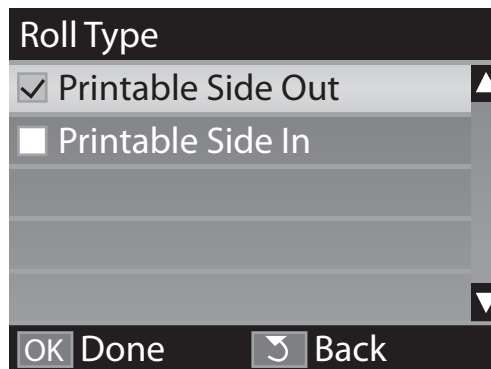 Roll Type
Printable Side Out
Printable Side In
OK Done Back